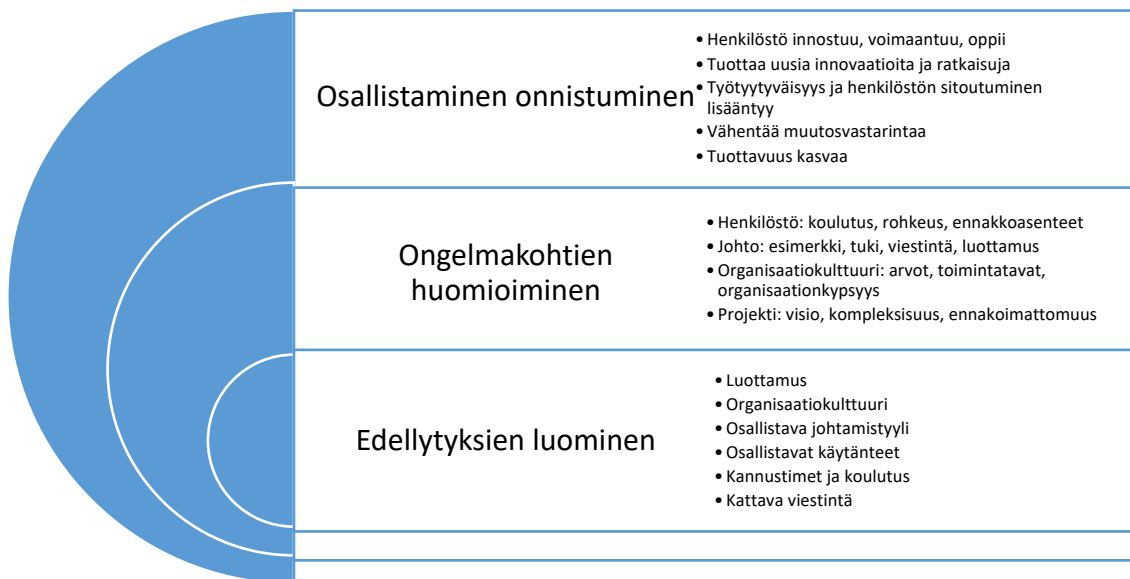 Osallistaminen onnistuminen
• Henkilöstö innostuu, voimaantuu, oppii
• Tuottaa uusia innovaatioita ja ratkaisuja
• Työtyytyväisyys ja henkilöstön sitoutuminen
lisääntyy
• Vähentää muutosvastarintaa
• Tuottavuus kasvaa
Ongelmakohtien
huomioiminen
• Henkilöstö: koulutus, rohkeus, ennakkoasenteet
• Johto: esimerkki, tuki, viestintä, luottamus
• Organisaatiokulttuuri: arvot, toimintatavat,
organisaationkypsyys
• Projekti: visio, kompleksisuus, ennakoimattomuus
Edellytyksien luominen
• Luottamus
• Organisaatiokulttuuri
• Osallistava johtamistyyli
• Osallistavat käytänteet
• Kannustimet ja koulutus
• Kattava viestintä